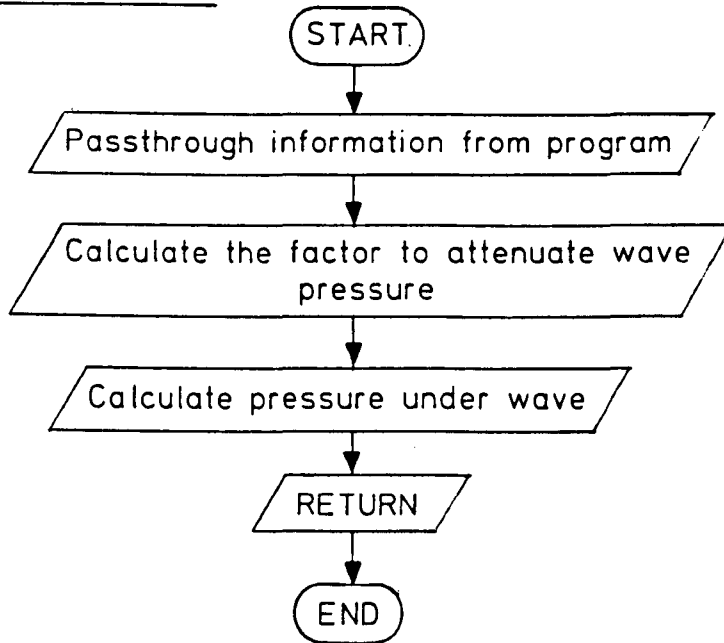 START.
Passthrough information from program
Calculate the factor to attenuate wave
pressure
Calculate pressure under wave
RETURN
END